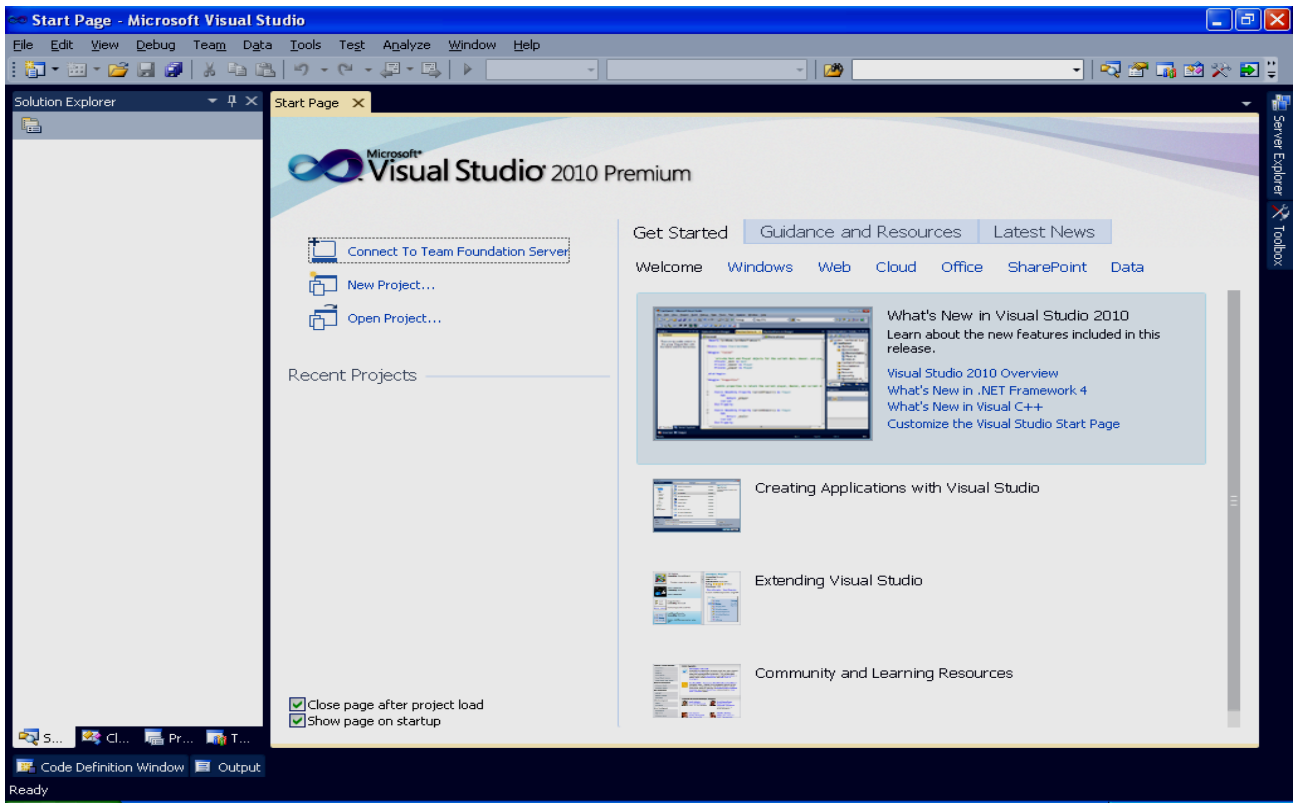 Start Page - Microsoft Visual Studio
File Edit View Debug Team Data Tools Test Analyze Window Help
Solution Explorer
Start Page
Server Explorer
Toolbox
Microsoft
Visual Studio 2010 Premium
Connect To Team Foundation Server
New Project...
Open Project...
Recent Projects
Close page after project load
Show page on startup
Get Started Guidance and Resources Latest News
Welcome Windows Web Cloud Office SharePoint Data
What's New in Visual Studio 2010
Learn about the new features included in this
release.
Visual Studio 2010 Overview
What's New in .NET Framework 4
What's New in Visual C++
Customize the Visual Studio Start Page
Creating Applications with Visual Studio
Extending Visual Studio
Community and Learning Resources
S... Cl... Pr... T...
Code Definition Window Output
Ready